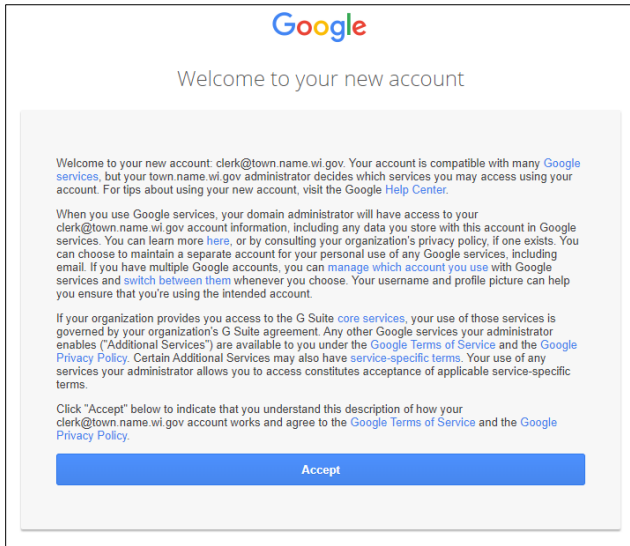 Google
Welcome to your new account
Welcome to your new account: clerk@town.name.wi.gov. Your account is compatible with many Google
services, but your town.name.wi.gov administrator decides which services you may access using your
account. For tips about using your new account, visit the Google Help Center.
When you use Google services, your domain administrator will have access to your
clerk@town.name.wi.gov account information, including any data you store with this account in Google
services. You can learn more here, or by consulting your organization's privacy policy, if one exists. You
can choose to maintain a separate account for your personal use of any Google services, including
email. If you have multiple Google accounts, you can manage which account you use with Google
services and switch between them whenever you choose. Your username and profile picture can help
you ensure that you're using the intended account.
If your organization provides you access to the G Suite core services, your use of those services is
governed by your organization's G Suite agreement. Any other Google services your administrator
enables ("Additional Services") are available to you under the Google Terms of Service and the Google
Privacy Policy. Certain Additional Services may also have service-specific terms. Your use of any
services your administrator allows you to access constitutes acceptance of applicable service-specific
terms.
Click "Accept" below to indicate that you understand this description of how your
clerk@town.name.wi.gov account works and agree to the Google Terms of Service and the Google
Privacy Policy.
Accept